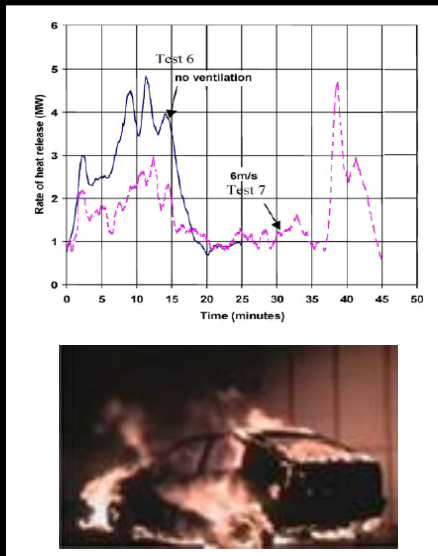 Rate of heat release (MW)
6
5
4
3
2
1
0
Test 6
no ventilation
6m/s
Test 7
0 5 10 15 20 25 30 35 40 45 50
Time (minutes)